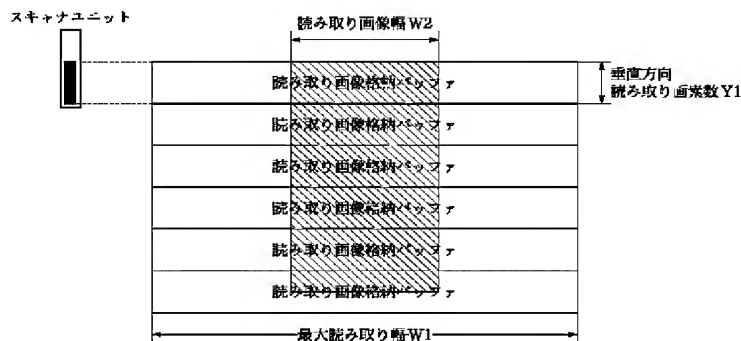 スキャナユニット
読み取り画像幅W2
垂直方向
読み取り画素数Y1
読み取り画像格納バッファ
読み取り画像格納バッファ
読み取り画像格納バッファ
読み取り画像格納バッファ
読み取り画像格納バッファ
読み取り画像格納バッファ
最大読み取り幅W1